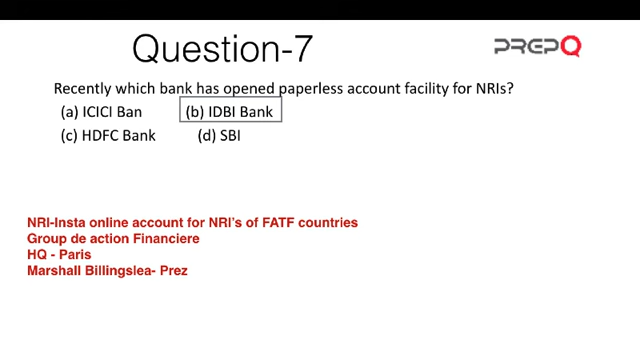 Question-7
PREPQ
Recently which bank has opened paperless account facility for NRIs?
(a) ICICI Ban (b) IDBI Bank
(c) HDFC Bank (d) SBI
NRI-Insta online account for NRI's of FATF countries
Group de action Financiere
HQ - Paris
Marshall Billingslea- Prez